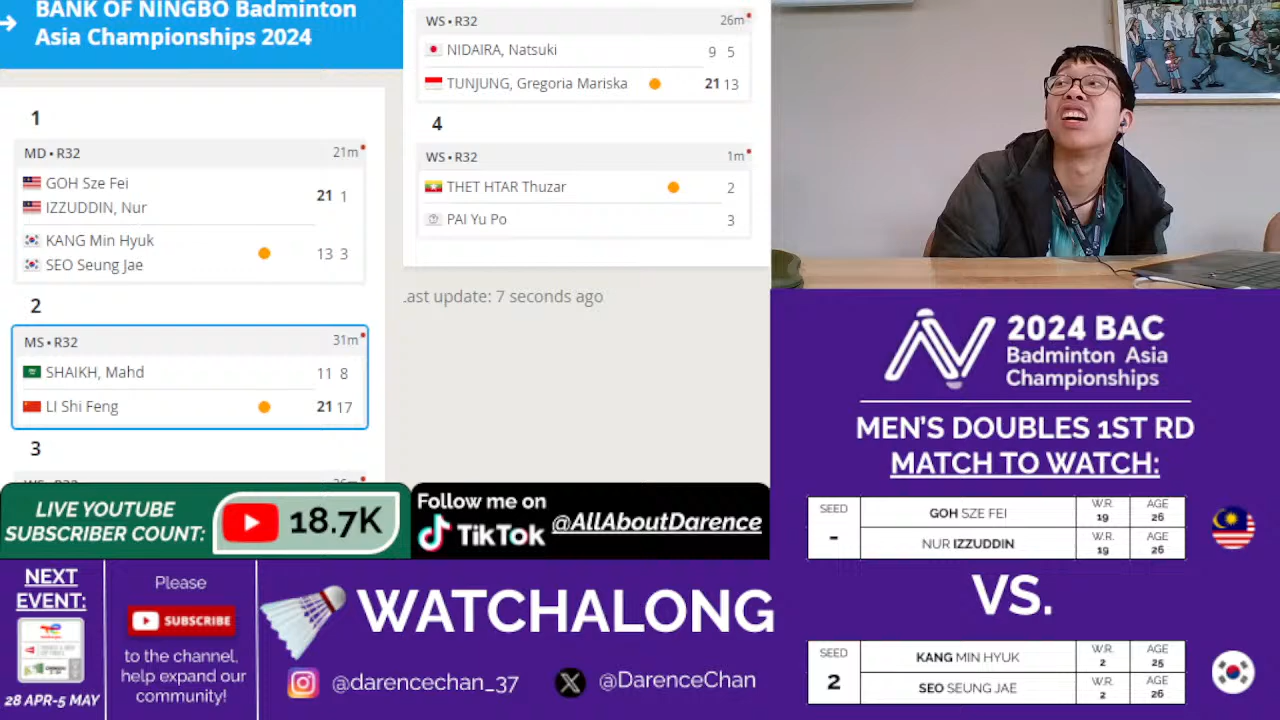 BANK OF NINGBO Badminton
Asia Championships 2024
1
MD • R32 21m
GOH Sze Fei
IZZUDDIN, Nur
21 1
KANG Min Hyuk
SEO Seung Jae
13 3
2
MS • R32 31m
SHAIKH, Mahd 11 8
LI Shi Feng 21 17
3
WS • R32 26m
NIDAIRA, Natsuki 9 5
TUNJUNG, Gregoria Mariska 21 13
4
WS • R32 1m
THET HTAR Thuzar 2
PAI Yu Po 3
ast update: 7 seconds ago
LIVE YOUTUBE
SUBSCRIBER COUNT:
18.7K
Follow me on
TikTok
@AllAboutDarence
NEXT
EVENT:
28 APR-5 MAY
Please
SUBSCRIBE
to the channel,
help expand our
community!
WATCHALONG
@darencechan_37
@DarenceChan
2024 BAC
Badminton Asia
Championships
MEN'S DOUBLES 1ST RD
MATCH TO WATCH:
SEED
-
GOH SZE FEI W.R. 19 AGE 26
NUR IZZUDDIN W.R. 19 AGE 26
VS.
SEED
2
KANG MIN HYUK W.R. 2 AGE 25
SEO SEUNG JAE W.R. 2 AGE 26